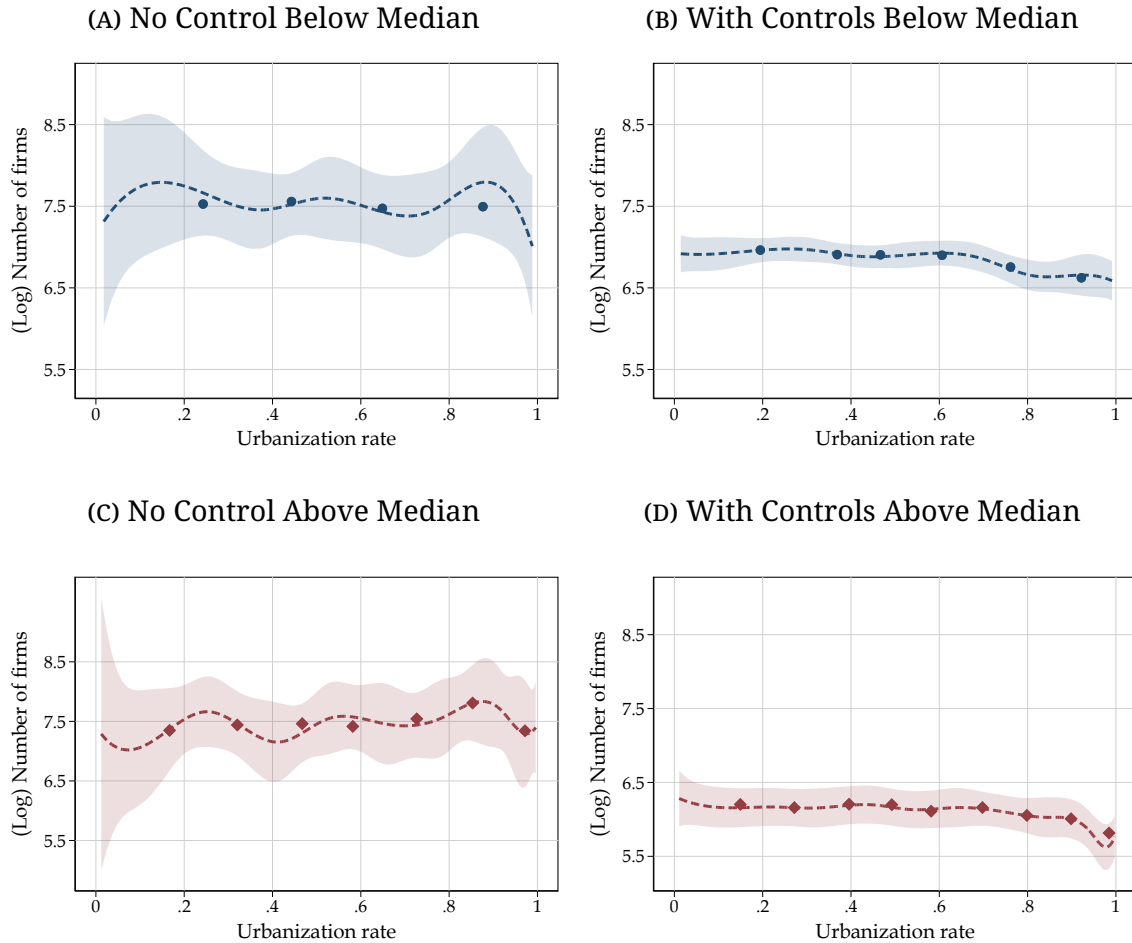 (A) No Control Below Median
(Log) Number of firms
8.5
7.5
6.5
5.5
0 .2 .4 .6 .8 1
Urbanization rate
(B) With Controls Below Median
(Log) Number of firms
8.5
7.5
6.5
5.5
0 .2 .4 .6 .8 1
Urbanization rate
(C) No Control Above Median
(Log) Number of firms
8.5
7.5
6.5
5.5
0 .2 .4 .6 .8 1
Urbanization rate
(D) With Controls Above Median
(Log) Number of firms
8.5
7.5
6.5
5.5
0 .2 .4 .6 .8 1
Urbanization rate